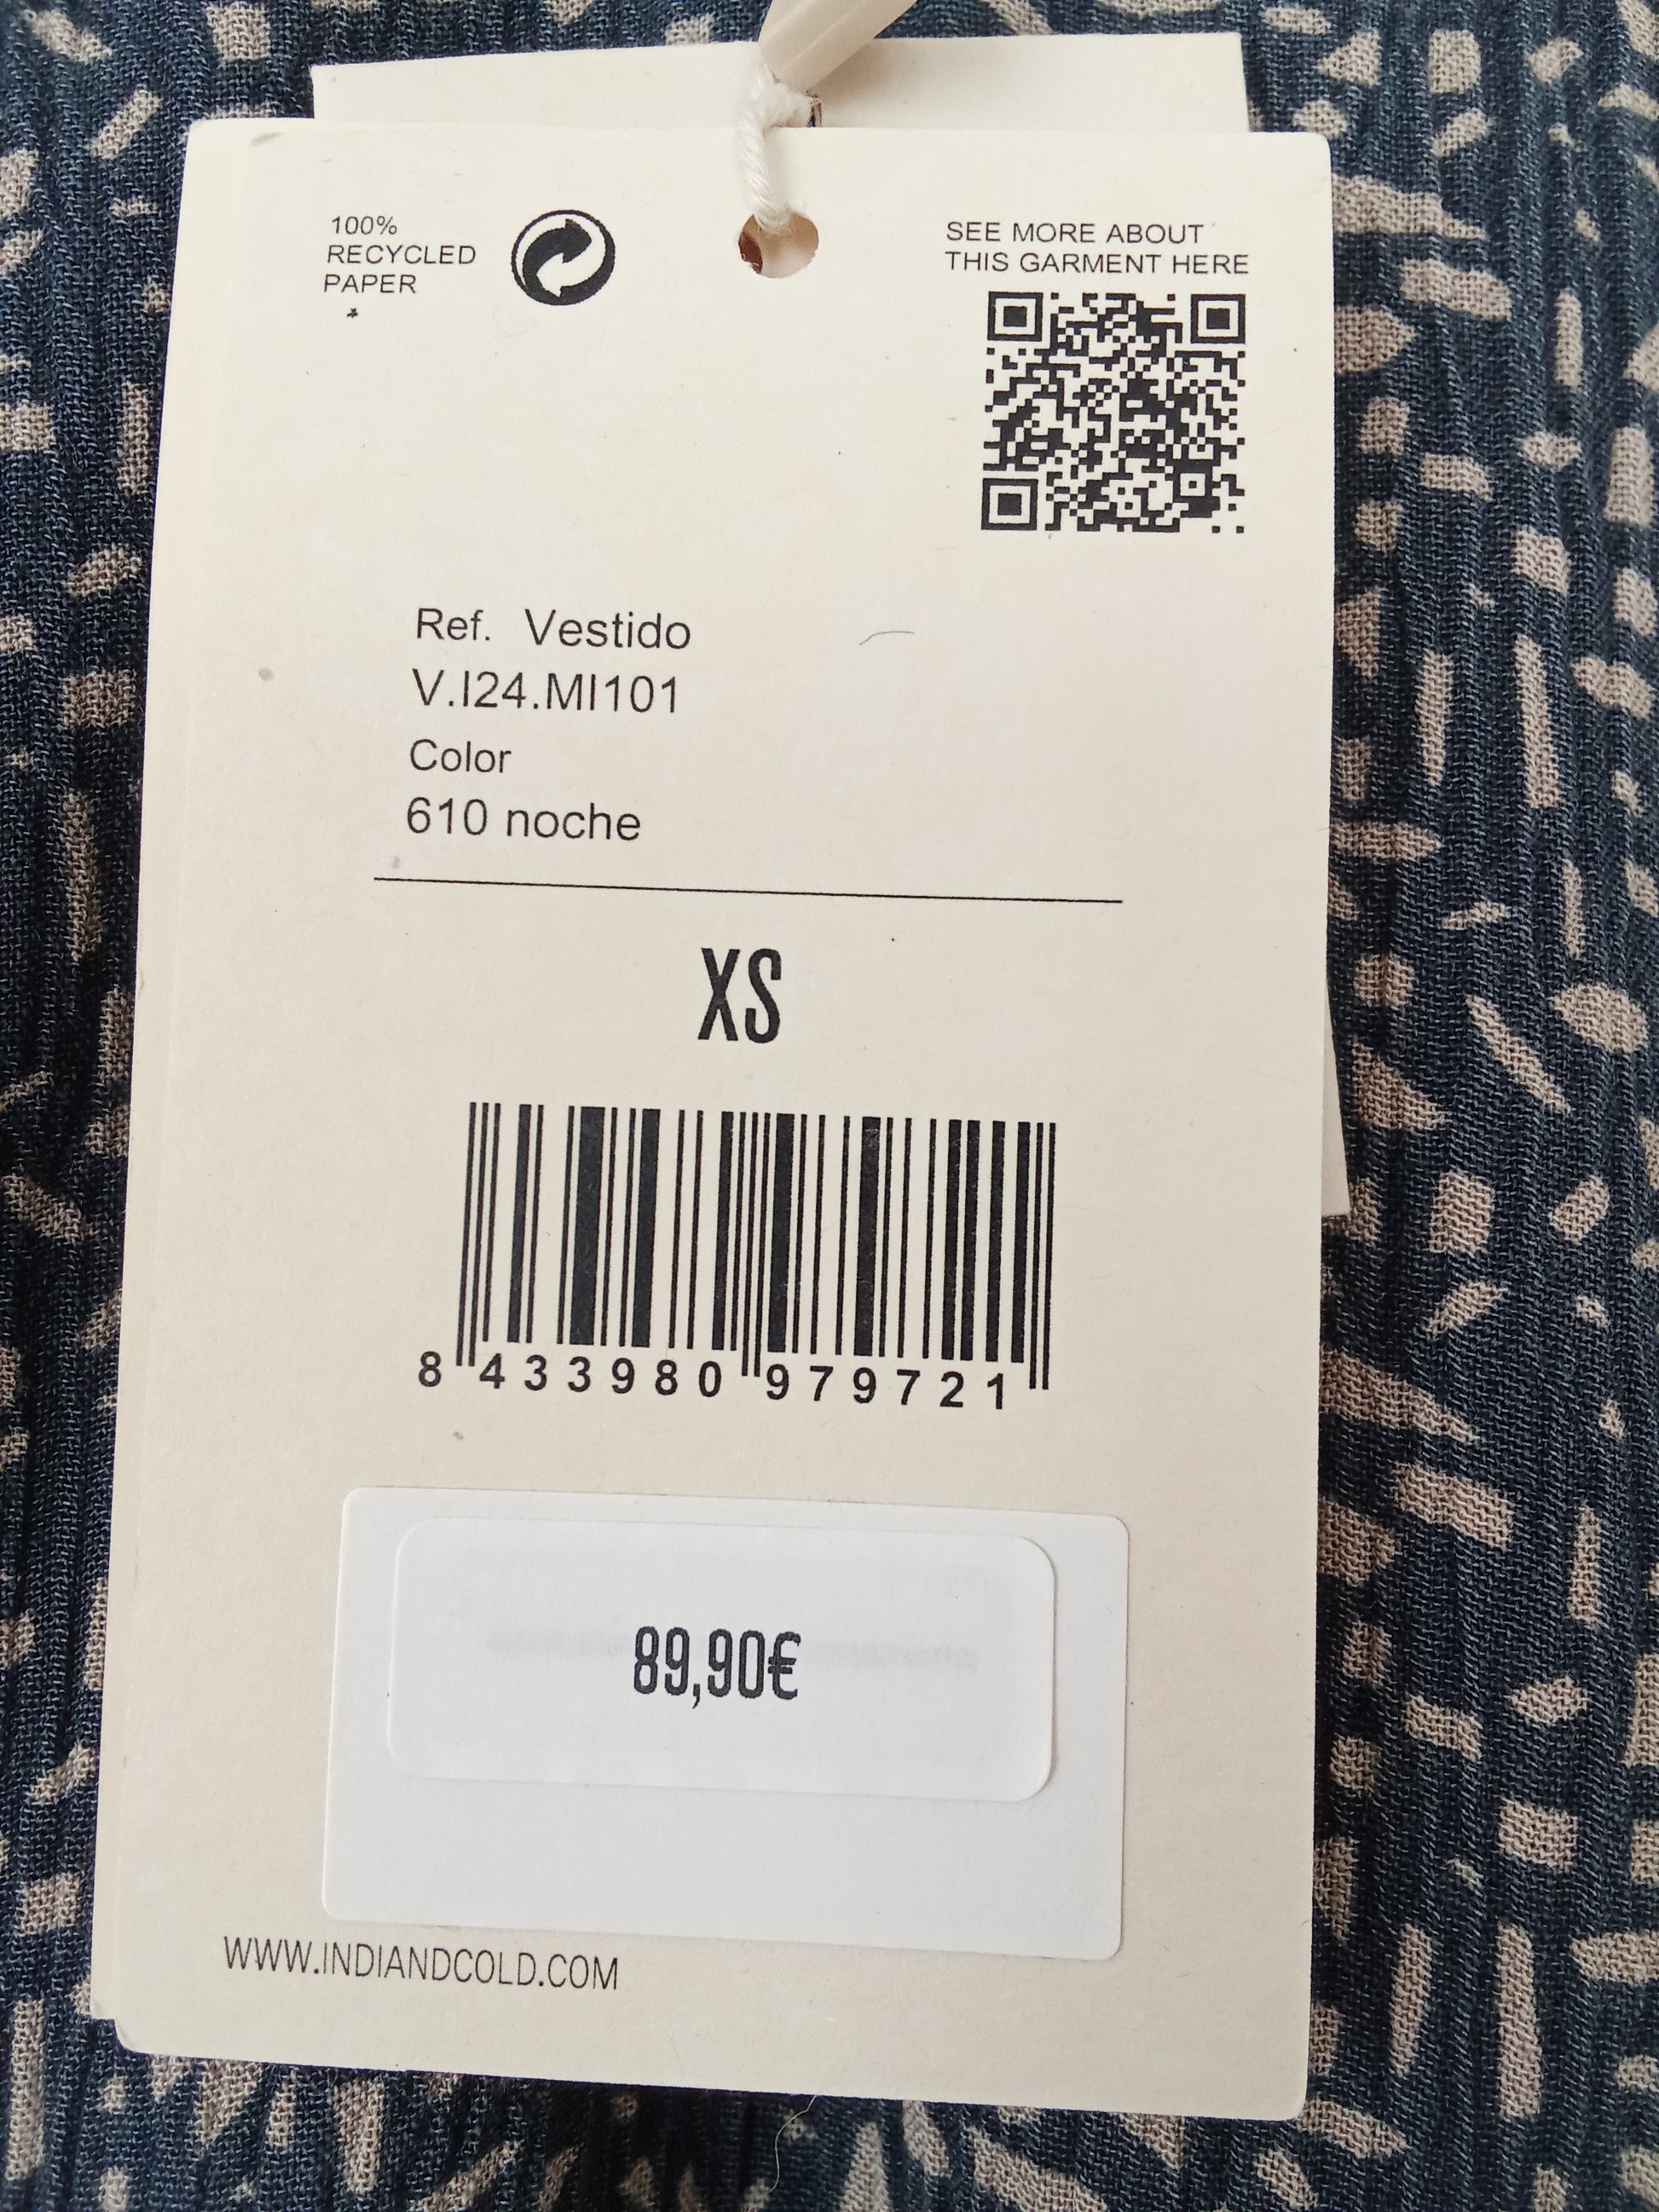 100%
RECYCLED
PAPER
SEE MORE ABOUT
THIS GARMENT HERE
Ref. Vestido
V.I24.MI101
Color
610 noche
XS
8 433980 979721
89,90€
WWW.INDIANDCOLD.COM